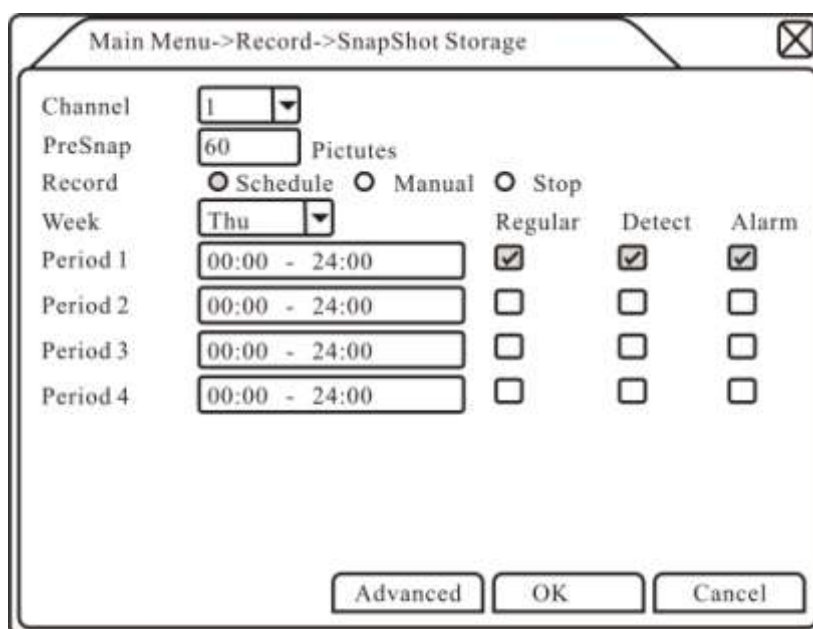 Main Menu->Record->SnapShot Storage
Channel 1
PreSnap 60 Pictutes
Record Schedule Manual Stop
Week Thu Regular Detect Alarm
Period 1 00:00 - 24:00
Period 2 00:00 - 24:00
Period 3 00:00 - 24:00
Period 4 00:00 - 24:00
Advanced OK Cancel